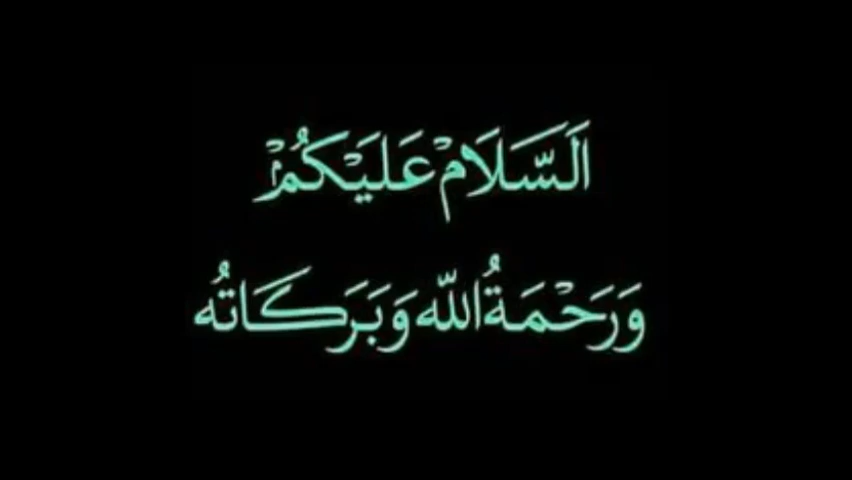 اَلسَّلَامْ عَلَيْكُمْ
وَرَحْمَةُ اللّه وَبَرَكَاتُه